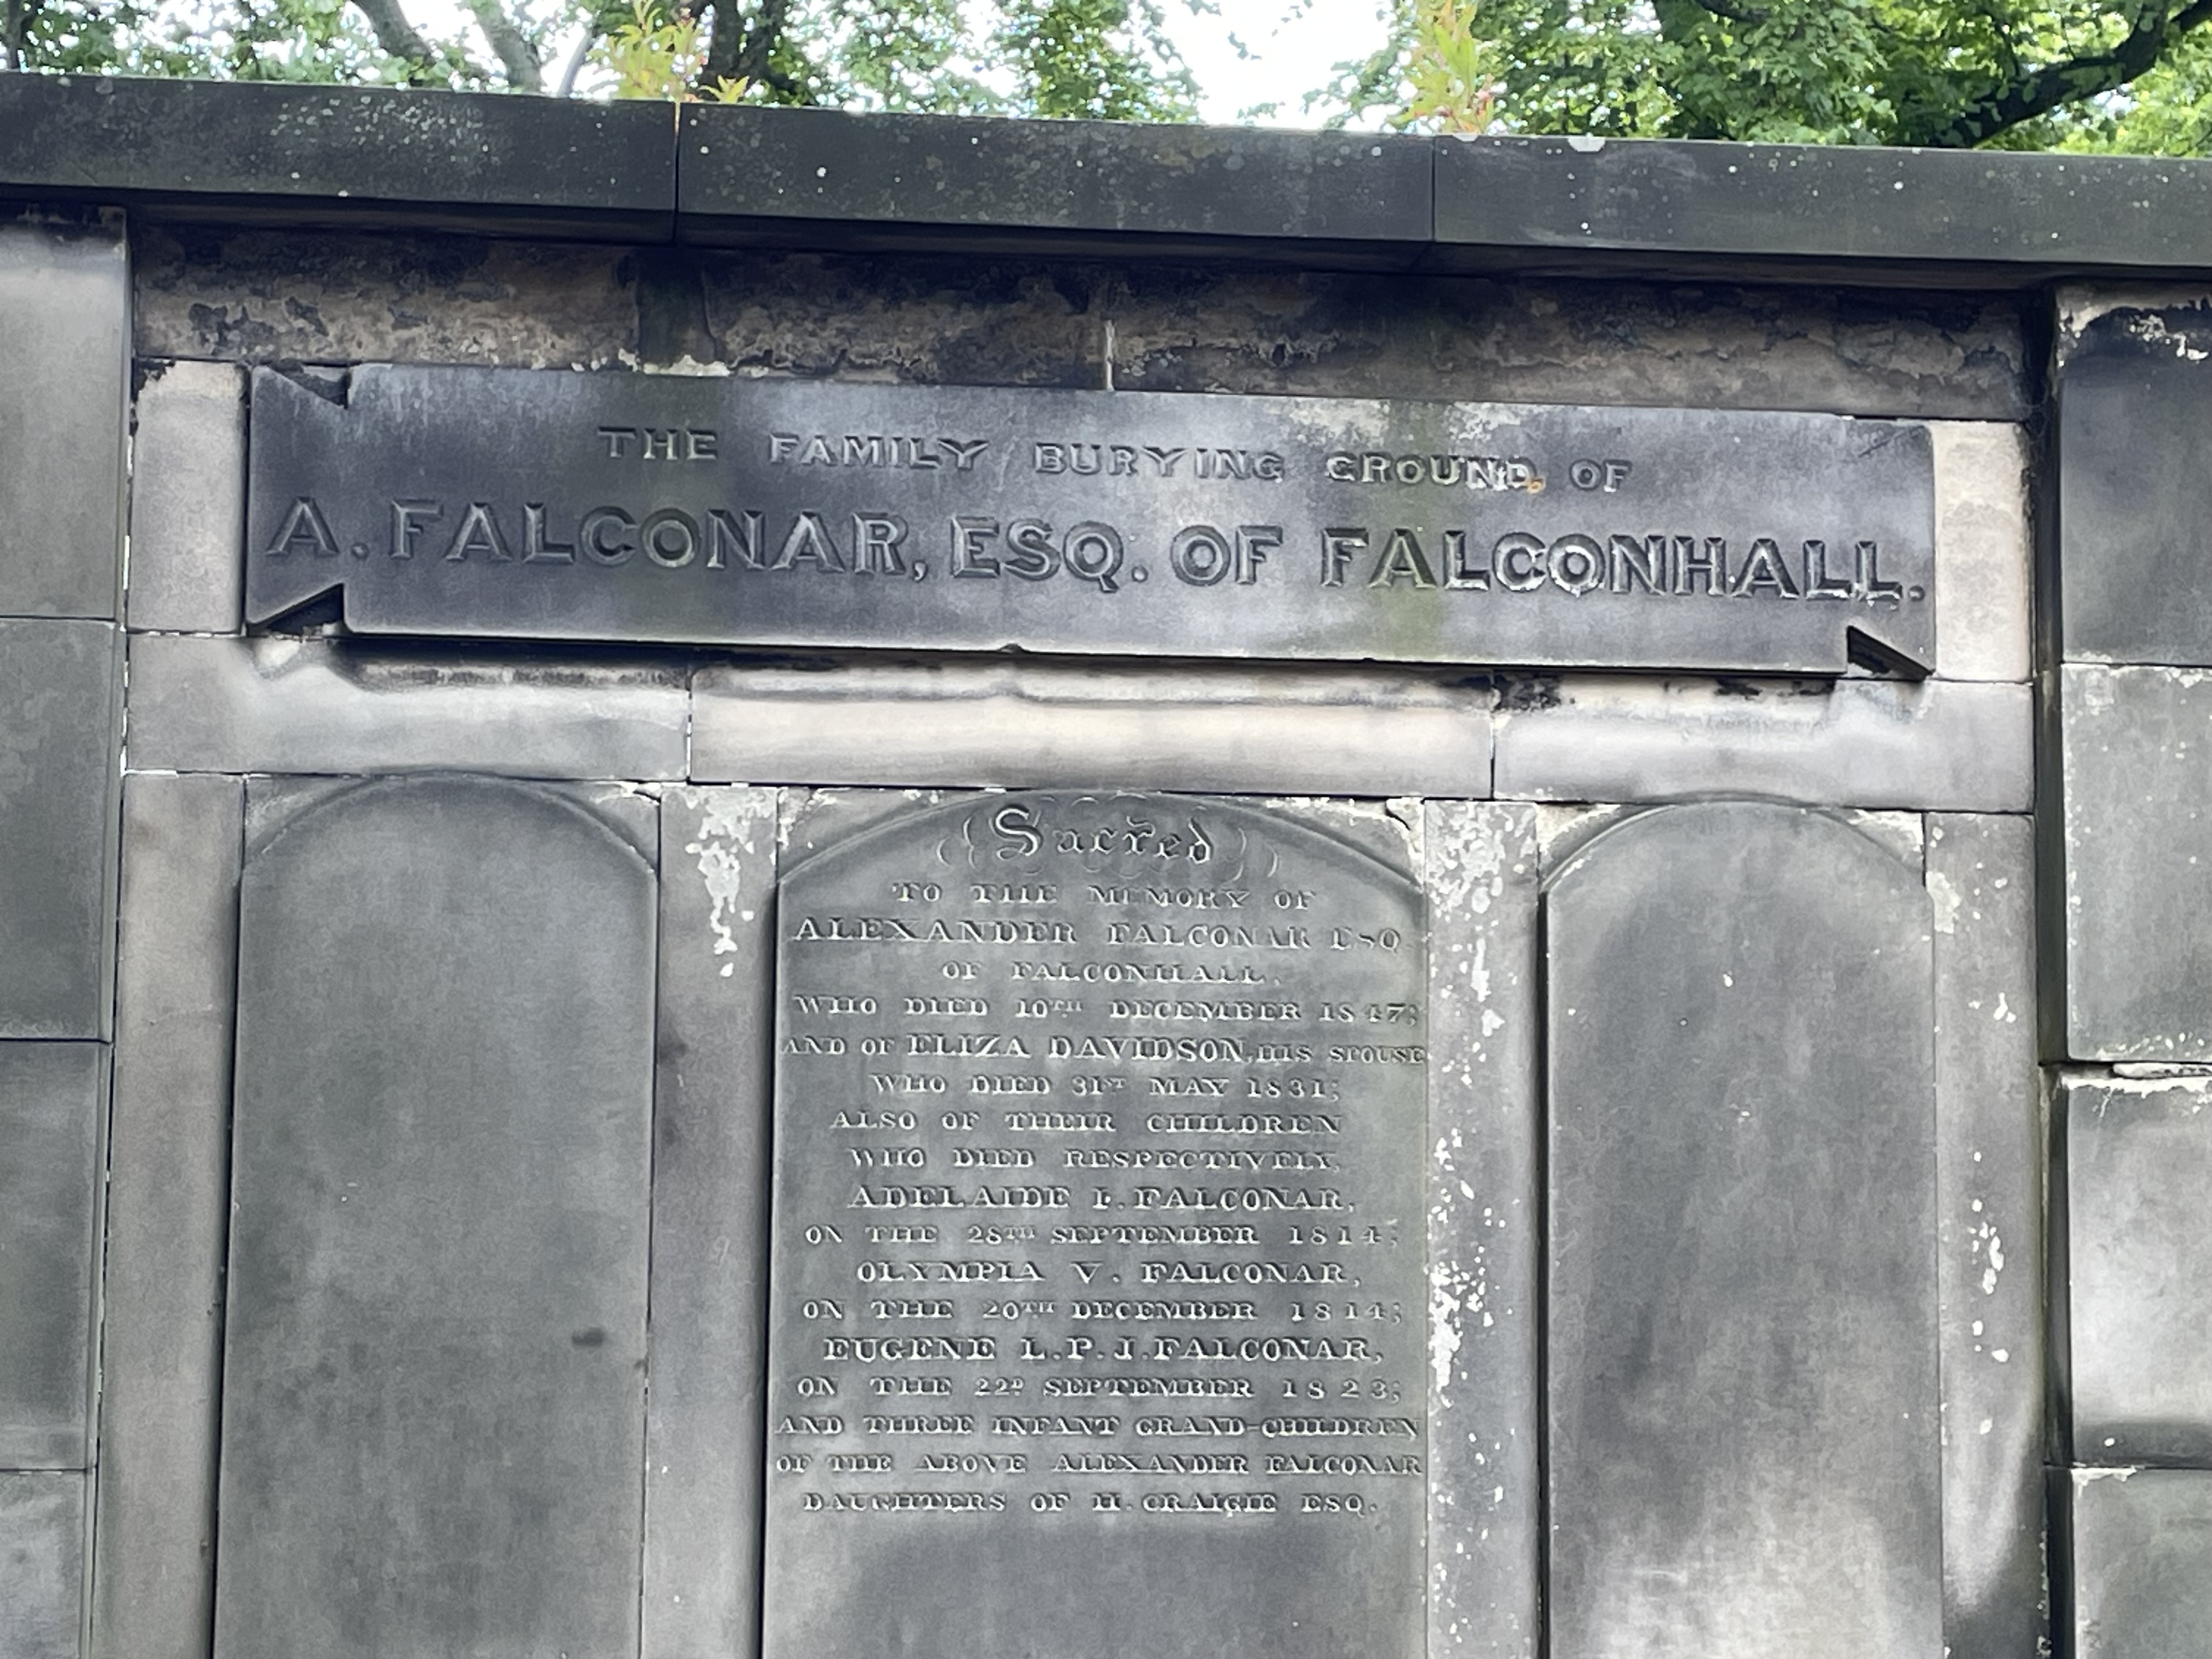 THE FAMILY BURYING GROUND OF
A. FALCONAR, ESQ. OF FALCONHALL.
Sacred
TO THE MEMORY OF
ALEXANDER FALCONAR ESQ
OF FALCONHALL,
WHO DIED 10TH DECEMBER 1847;
AND OF ELIZA DAVIDSON, HIS SPOUSE
WHO DIED 31ST MAY 1831;
ALSO OF THEIR CHILDREN
WHO DIED RESPECTIVELY,
ADELAIDE I. FALCONAR,
ON THE 28TH SEPTEMBER 1814;
OLYMPIA V. FALCONAR,
ON THE 20TH DECEMBER 1814;
EUGENE L.P.J. FALCONAR,
ON THE 22D SEPTEMBER 1823;
AND THREE INFANT GRAND-CHILDREN
OF THE ABOVE ALEXANDER FALCONAR
DAUGHTERS OF H. CRAIGIE ESQ.